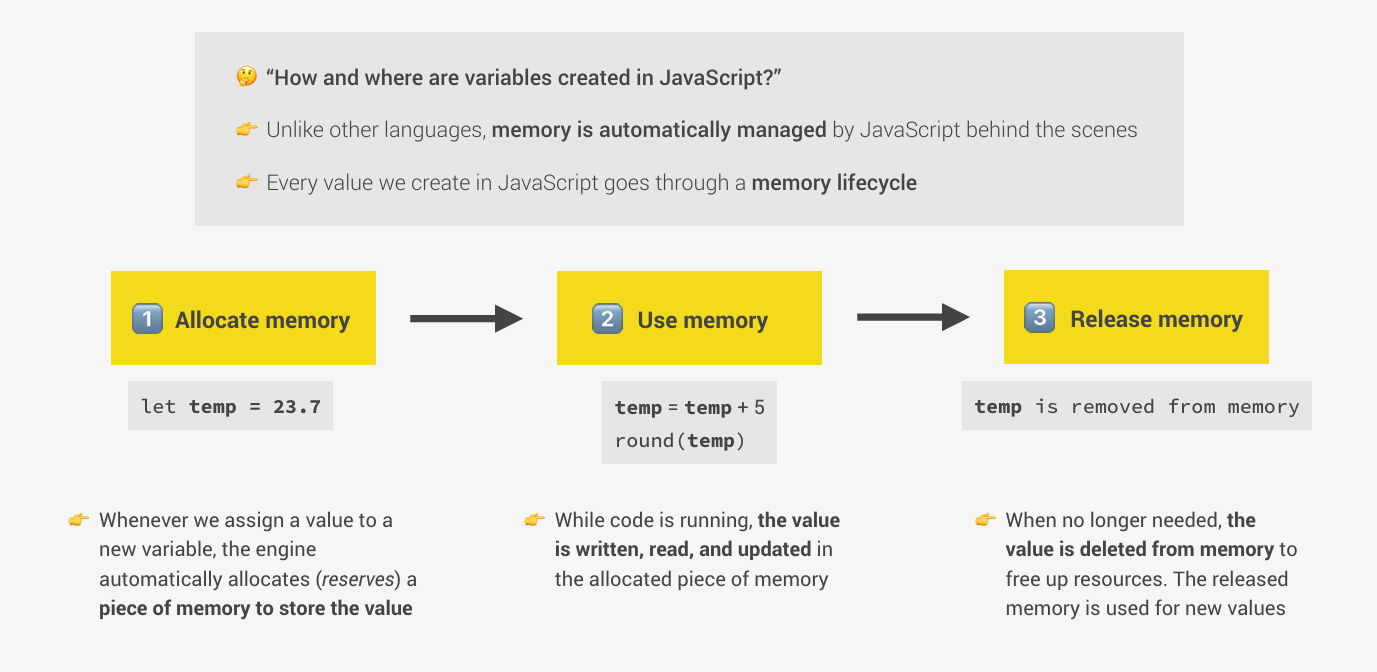 🤔 “How and where are variables created in JavaScript?”
👉 Unlike other languages, memory is automatically managed by JavaScript behind the scenes
👉 Every value we create in JavaScript goes through a memory lifecycle
1️⃣ Allocate memory
let temp = 23.7
👉 Whenever we assign a value to a
new variable, the engine
automatically allocates (reserves) a
piece of memory to store the value
2️⃣ Use memory
temp = temp + 5
round(temp)
👉 While code is running, the value
is written, read, and updated in
the allocated piece of memory
3️⃣ Release memory
temp is removed from memory
👉 When no longer needed, the
value is deleted from memory to
free up resources. The released
memory is used for new values